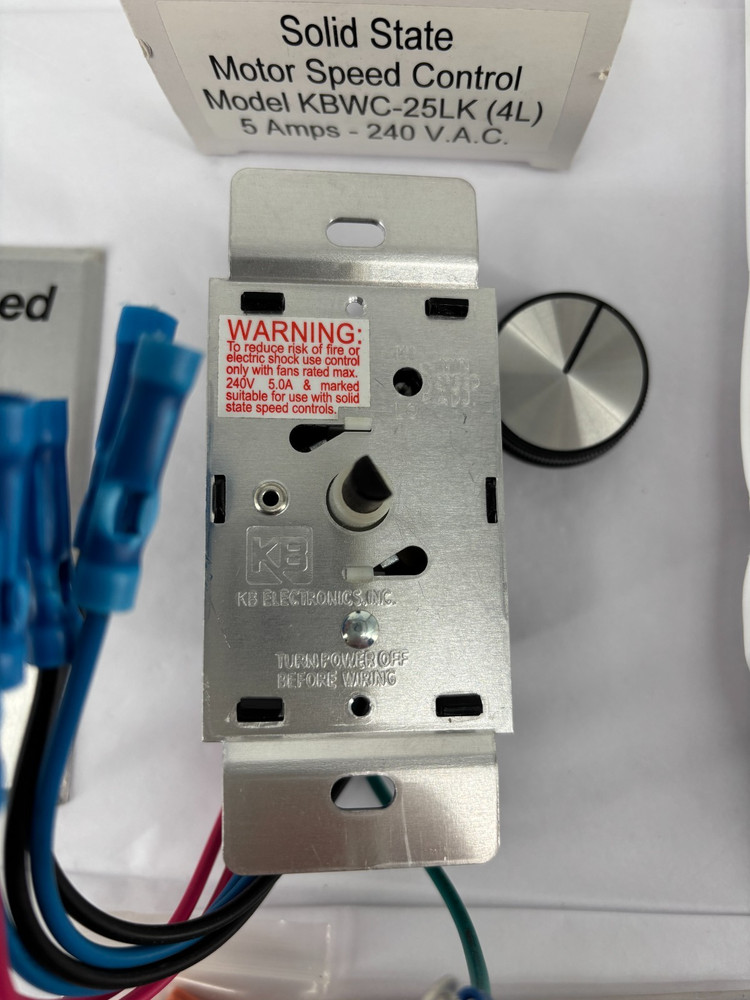 Solid State
Motor Speed Control
Model KBWC-25LK (4L)
5 Amps - 240 V.A.C.
ed
WARNING:
To reduce risk of fire or
electric shock use control
only with fans rated max.
240V 5.0A & marked
suitable for use with solid
state speed controls.
KB
KB ELECTRONICS, INC.
TURN POWER OFF
BEFORE WIRING